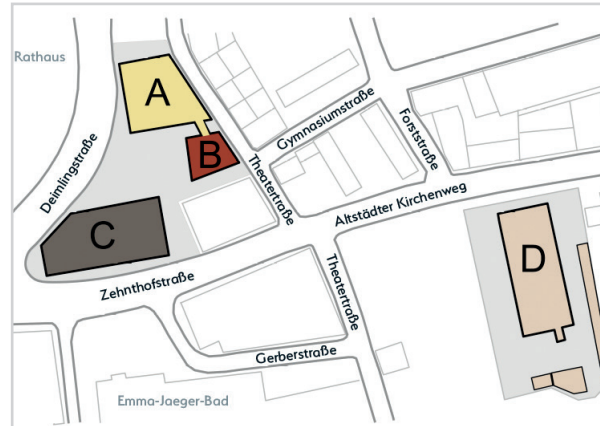 Rathaus
A
B
C
D
Deimlingstraße
Theaterstraße
Gymnasiumstraße
Forststraße
Altstädter Kirchenweg
Zehnthofstraße
Theaterstraße
Gerberstraße
Emma-Jaeger-Bad